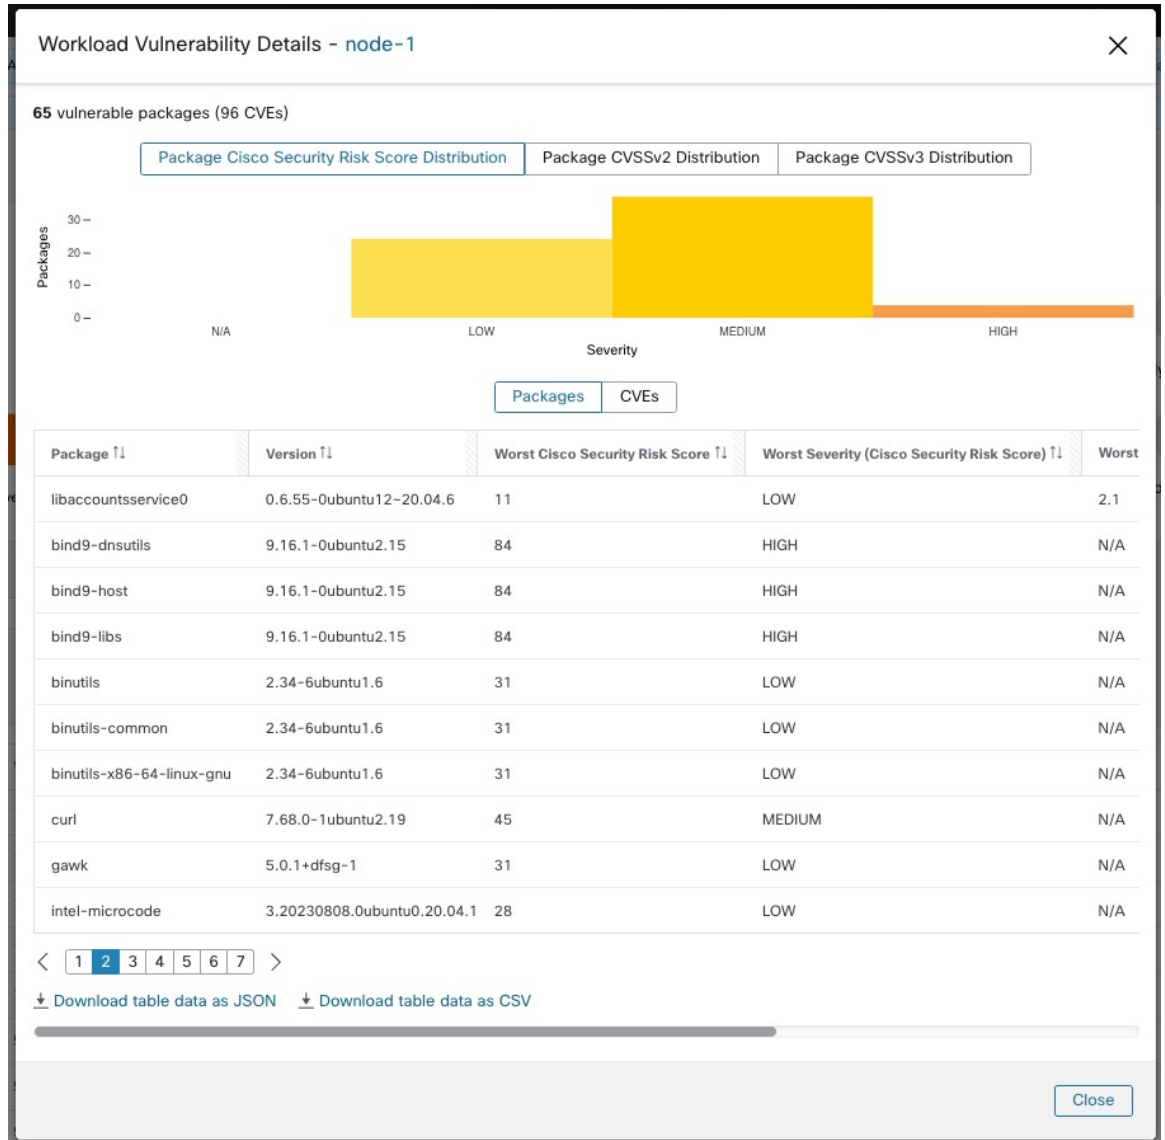 Workload Vulnerability Details - node-1
65 vulnerable packages (96 CVEs)
Package Cisco Security Risk Score Distribution Package CVSSv2 Distribution Package CVSSv3 Distribution
Packages
30
20
10
0
N/A LOW MEDIUM HIGH
Severity
Packages CVEs
Package Version Worst Cisco Security Risk Score Worst Severity (Cisco Security Risk Score) Worst
libaccountsservice0 0.6.55-0ubuntu12~20.04.6 11 LOW 2.1
bind9-dnsutils 9.16.1-0ubuntu2.15 84 HIGH N/A
bind9-host 9.16.1-0ubuntu2.15 84 HIGH N/A
bind9-libs 9.16.1-0ubuntu2.15 84 HIGH N/A
binutils 2.34-6ubuntu1.6 31 LOW N/A
binutils-common 2.34-6ubuntu1.6 31 LOW N/A
binutils-x86-64-linux-gnu 2.34-6ubuntu1.6 31 LOW N/A
curl 7.68.0-1ubuntu2.19 45 MEDIUM N/A
gawk 5.0.1+dfsg-1 31 LOW N/A
intel-microcode 3.20230808.0ubuntu0.20.04.1 28 LOW N/A
1 2 3 4 5 6 7
Download table data as JSON Download table data as CSV
Close